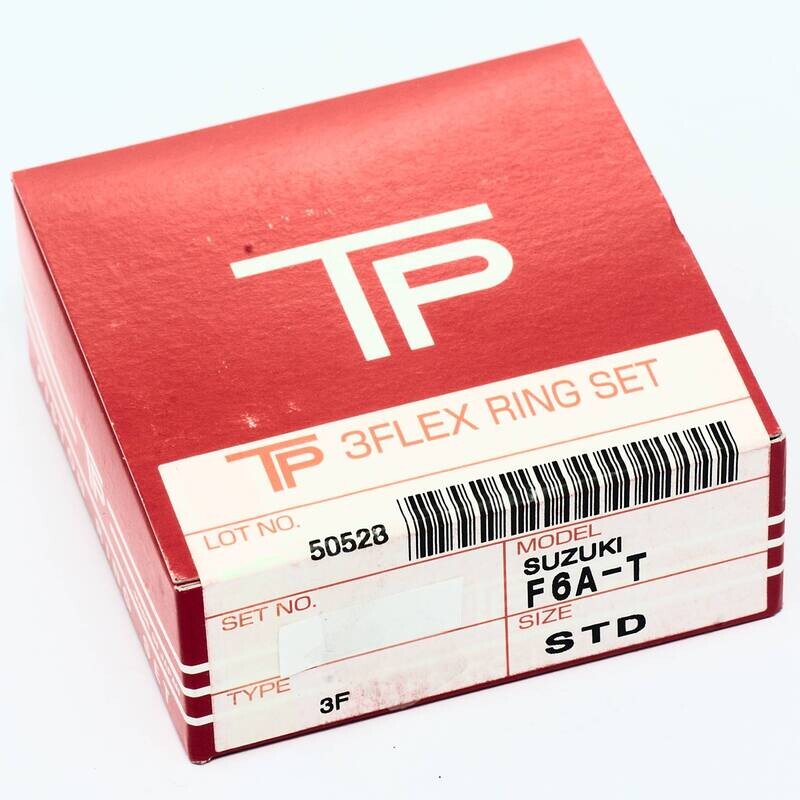 TP
TP 3FLEX RING SET
LOT NO. 50528
MODEL
SUZUKI
F6A-T
SET NO.
SIZE
STD
TYPE
3F